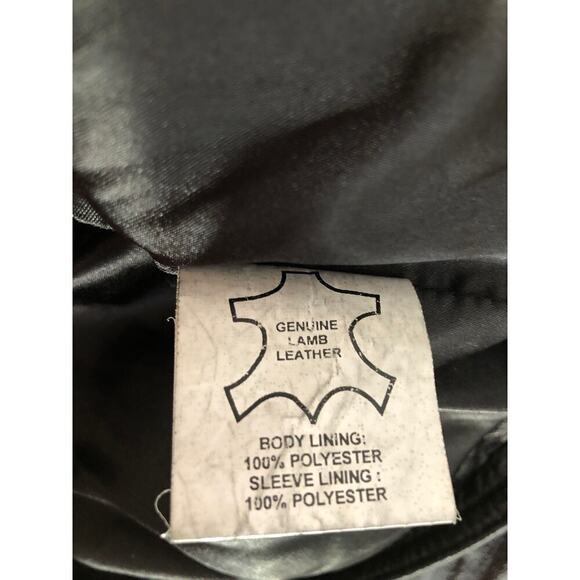 GENUINE
LAMB
LEATHER
BODY LINING:
100% POLYESTER
SLEEVE LINING :
100% POLYESTER